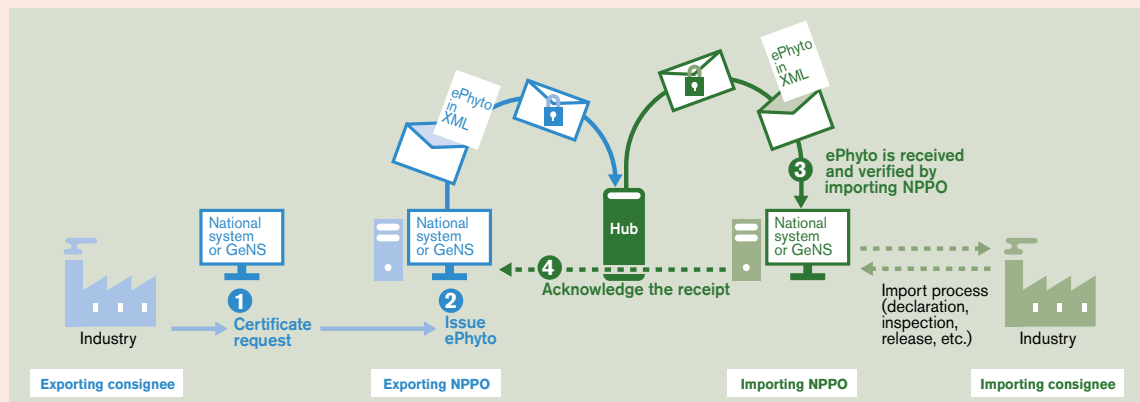 ePhyto
in
XML
ePhyto
in
XML
3
ePhyto is received
and verified by
importing NPPO
National
system
or GeNS
National
system
or GeNS
Hub
National
system
or GeNS
4
Acknowledge the receipt
1
Certificate
request
2
Issue
ePhyto
Import process
(declaration,
inspection,
release, etc.)
Industry
Industry
Exporting consignee
Exporting NPPO
Importing NPPO
Importing consignee